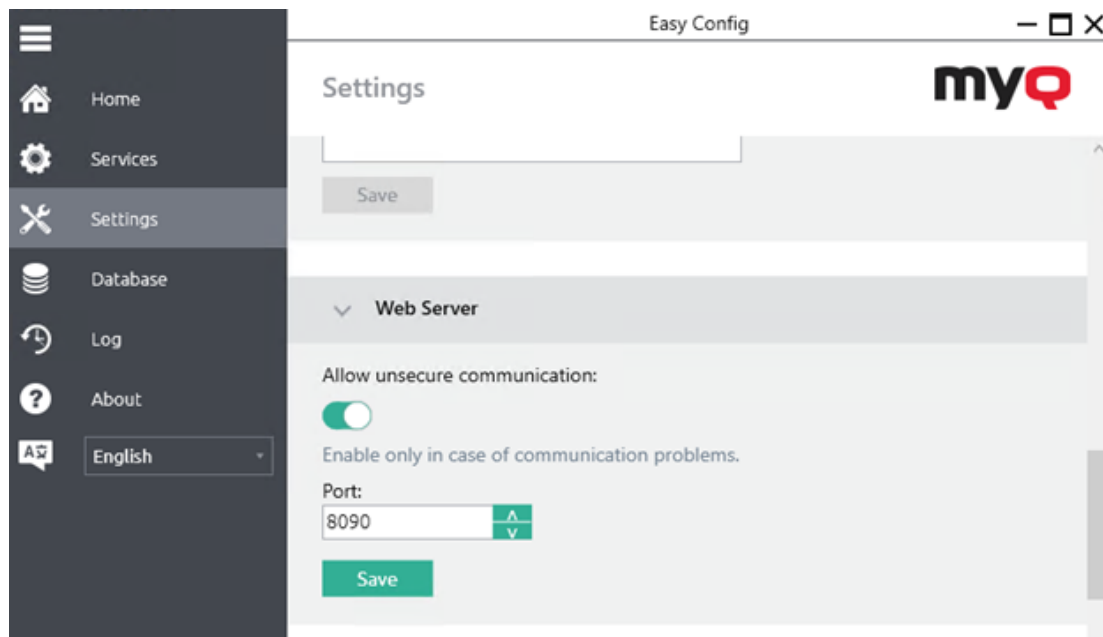 Easy Config
Home
Services
Settings
Database
Log
About
English
Settings
myQ
Save
Web Server
Allow unsecure communication:
Enable only in case of communication problems.
Port:
8090
Save